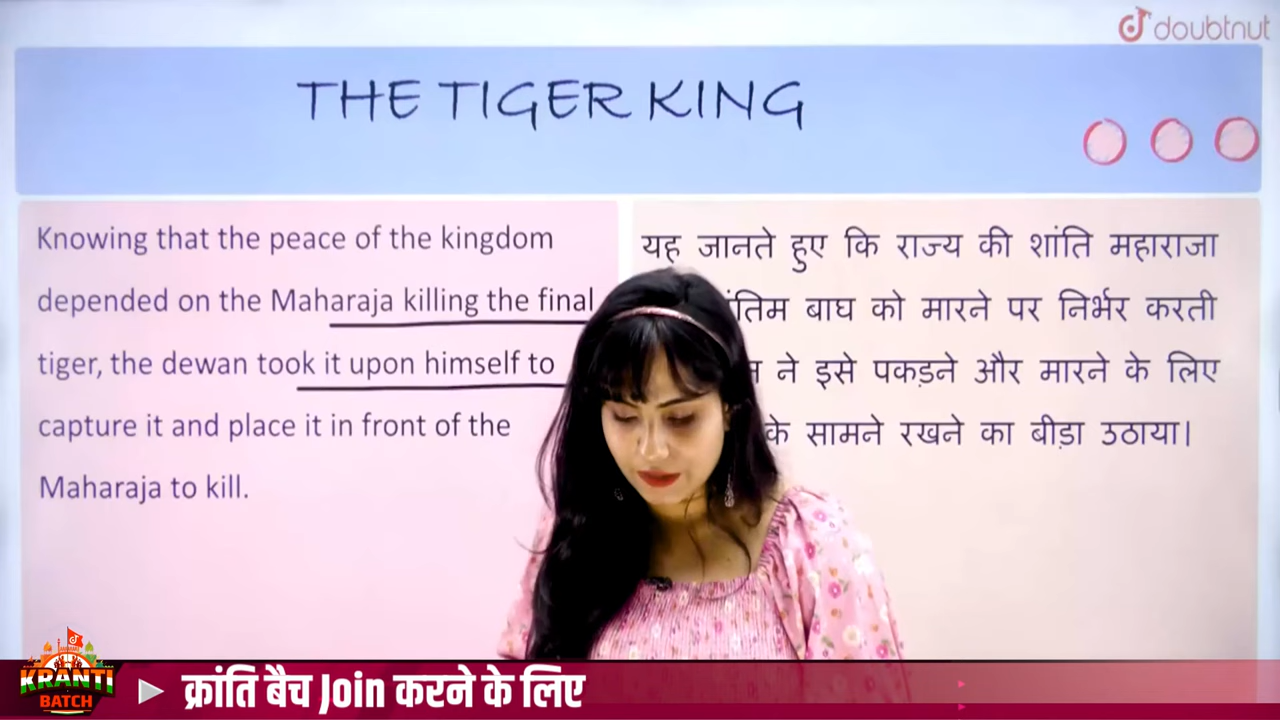 doubtnut
THE TIGER KING
Knowing that the peace of the kingdom
depended on the Maharaja killing the final
tiger, the dewan took it upon himself to
capture it and place it in front of the
Maharaja to kill.
यह जानते हुए कि राज्य की शांति महाराजा
बाघ को मारने पर निर्भर करती
ने इसे पकड़ने और मारने के लिए
के सामने रखने का बीड़ा उठाया।
KRANTI
BATCH
क्रांति बैच Join करने के लिए